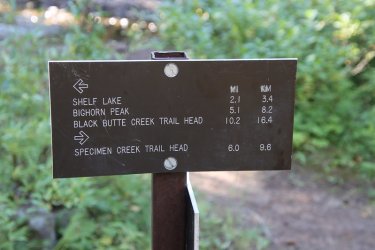 MI KM
←
SHELF LAKE 2.1 3.4
BIGHORN PEAK 5.1 8.2
BLACK BUTTE CREEK TRAIL HEAD 10.2 16.4
→
SPECIMEN CREEK TRAIL HEAD 6.0 9.6